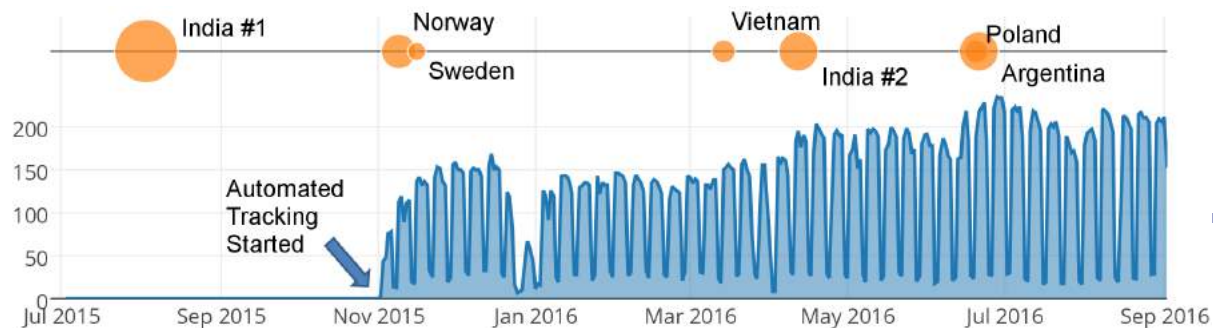 India #1
Norway
Sweden
Vietnam
India #2
Poland
Argentina
200
150
100
50
0
Automated
Tracking
Started
Jul 2015
Sep 2015
Nov 2015
Jan 2016
Mar 2016
May 2016
Jul 2016
Sep 2016